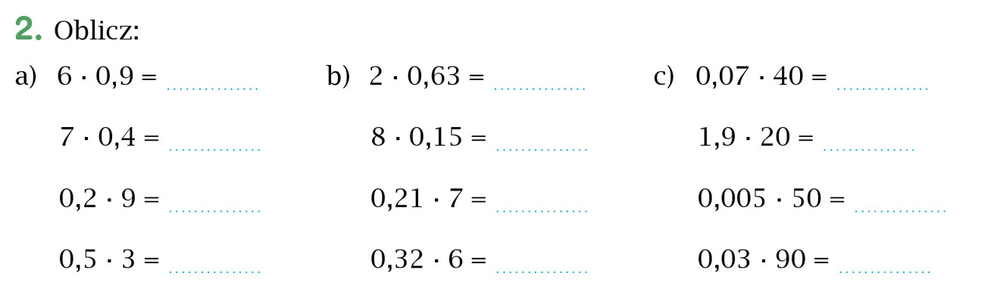 2. Oblicz:
a) 6 · 0,9 = ............... b) 2 · 0,63 = ............... c) 0,07 · 40 = ...............
7 · 0,4 = ............... 8 · 0,15 = ............... 1,9 · 20 = ...............
0,2 · 9 = ............... 0,21 · 7 = ............... 0,005 · 50 = ...............
0,5 · 3 = ............... 0,32 · 6 = ............... 0,03 · 90 = ...............